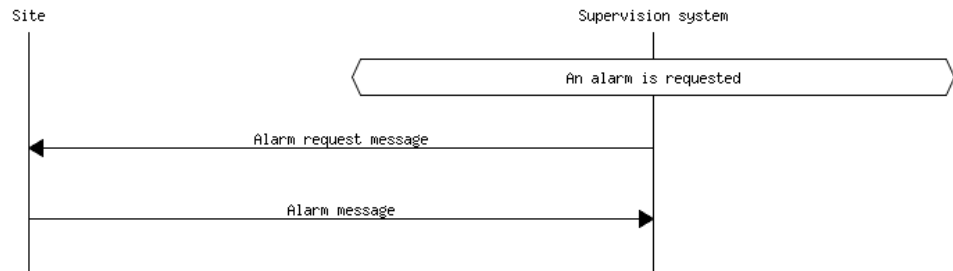 Site
Supervision system
An alarm is requested
Alarm request message
Alarm message